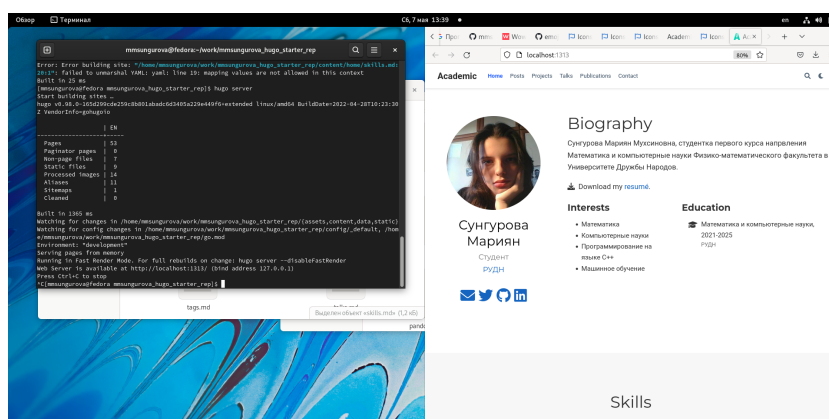 Обзор
Терминал
Сб, 7 мая 13:39
en
mmsungurova@fedora:~/work/mmsungurova_hugo_starter_rep
Error: Error building site: "/home/mmsungurova/work/mmsungurova_hugo_starter_rep/content/home/skills.md:
20:1": failed to unmarshal YAML: yaml: line 19: mapping values are not allowed in this context
Built in 25 ms
[mmsungurova@fedora mmsungurova_hugo_starter_rep]$ hugo server
Start building sites …
hugo v0.98.0-165d299cde259c8b801abadc6d3405a229e449f6+extended linux/amd64 BuildDate=2022-04-28T10:23:30
Z VendorInfo=gohugoio
| EN
-------------------+-----
Pages | 53
Paginator pages | 0
Non-page files | 7
Static files | 9
Processed images | 14
Aliases | 11
Sitemaps | 1
Cleaned | 0
Built in 1365 ms
Watching for changes in /home/mmsungurova/work/mmsungurova_hugo_starter_rep/{assets,content,data,static}
Watching for config changes in /home/mmsungurova/work/mmsungurova_hugo_starter_rep/config/_default, /hom
e/mmsungurova/work/mmsungurova_hugo_starter_rep/go.mod
Environment: "development"
Serving pages from memory
Running in Fast Render Mode. For full rebuilds on change: hugo server --disableFastRender
Web Server is available at http://localhost:1313/ (bind address 127.0.0.1)
Press Ctrl+C to stop
^C[mmsungurova@fedora mmsungurova_hugo_starter_rep]$
tags.md
Выделен объект «skills.md» (1,2 кБ)
pand
localhost:1313
80%
Academic Home Posts Projects Talks Publications Contact
Biography
Сунгурова Мариян Мухсиновна, студентка первого курса напрвления
Математика и компьютерные науки Физико-математического факультета в
Университете Дружбы Народов.
Download my resumé.
Interests
Математика
Компьютерные науки
Программирование на
языке C++
Машинное обучение
Education
Математика и компьютерные науки,
2021-2025
РУДН
Сунгурова
Мариян
Студент
РУДН
Skills